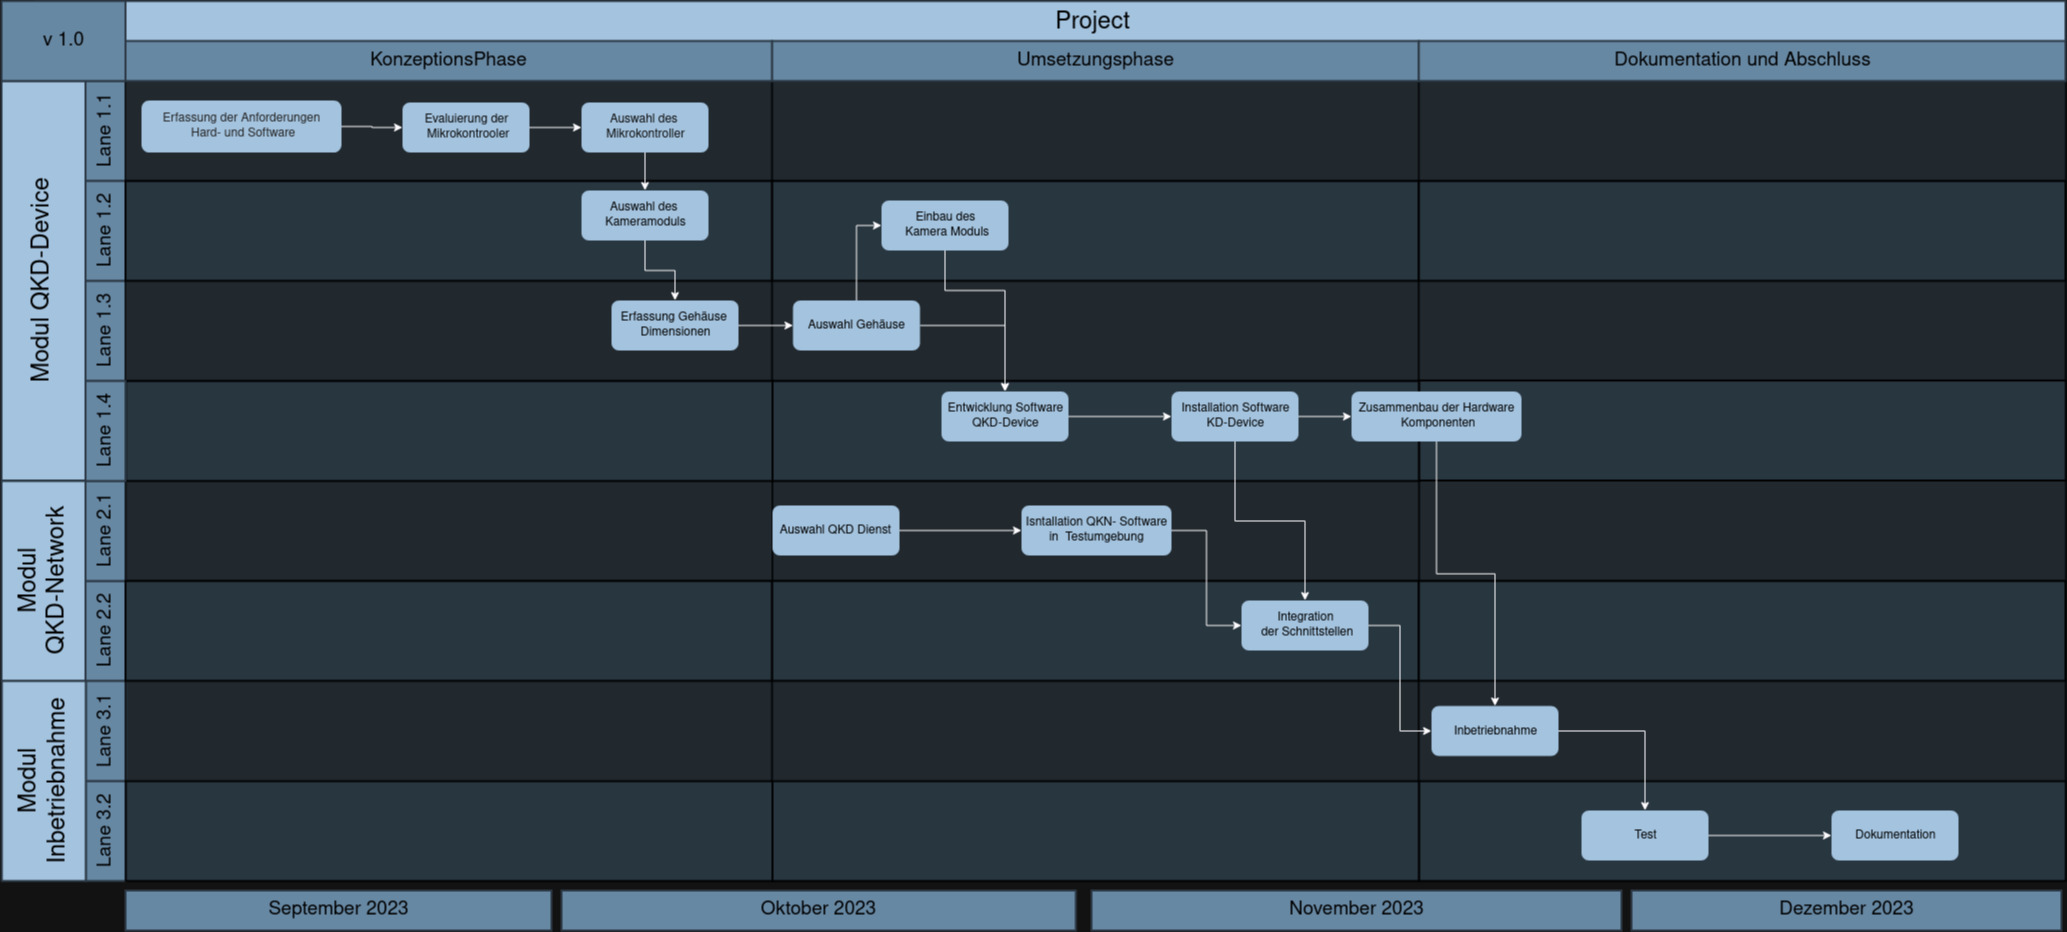 v 1.0
Project
KonzeptionsPhase
Umsetzungsphase
Dokumentation und Abschluss
Modul QKD-Device
Lane 1.1
Erfassung der Anforderungen
Hard- und Software
Evaluierung der
Mikrokontrooler
Auswahl des
Mikrokontroller
Lane 1.2
Auswahl des
Kameramoduls
Einbau des
Kamera Moduls
Lane 1.3
Erfassung Gehäuse
Dimensionen
Auswahl Gehäuse
Lane 1.4
Entwicklung Software
QKD-Device
Installation Software
KD-Device
Zusammenbau der Hardware
Komponenten
Modul
QKD-Network
Lane 2.1
Auswahl QKD Dienst
Isntallation QKN- Software
in Testumgebung
Lane 2.2
Integration
der Schnittstellen
Modul
Inbetriebnahme
Lane 3.1
Inbetriebnahme
Lane 3.2
Test
Dokumentation
September 2023
Oktober 2023
November 2023
Dezember 2023